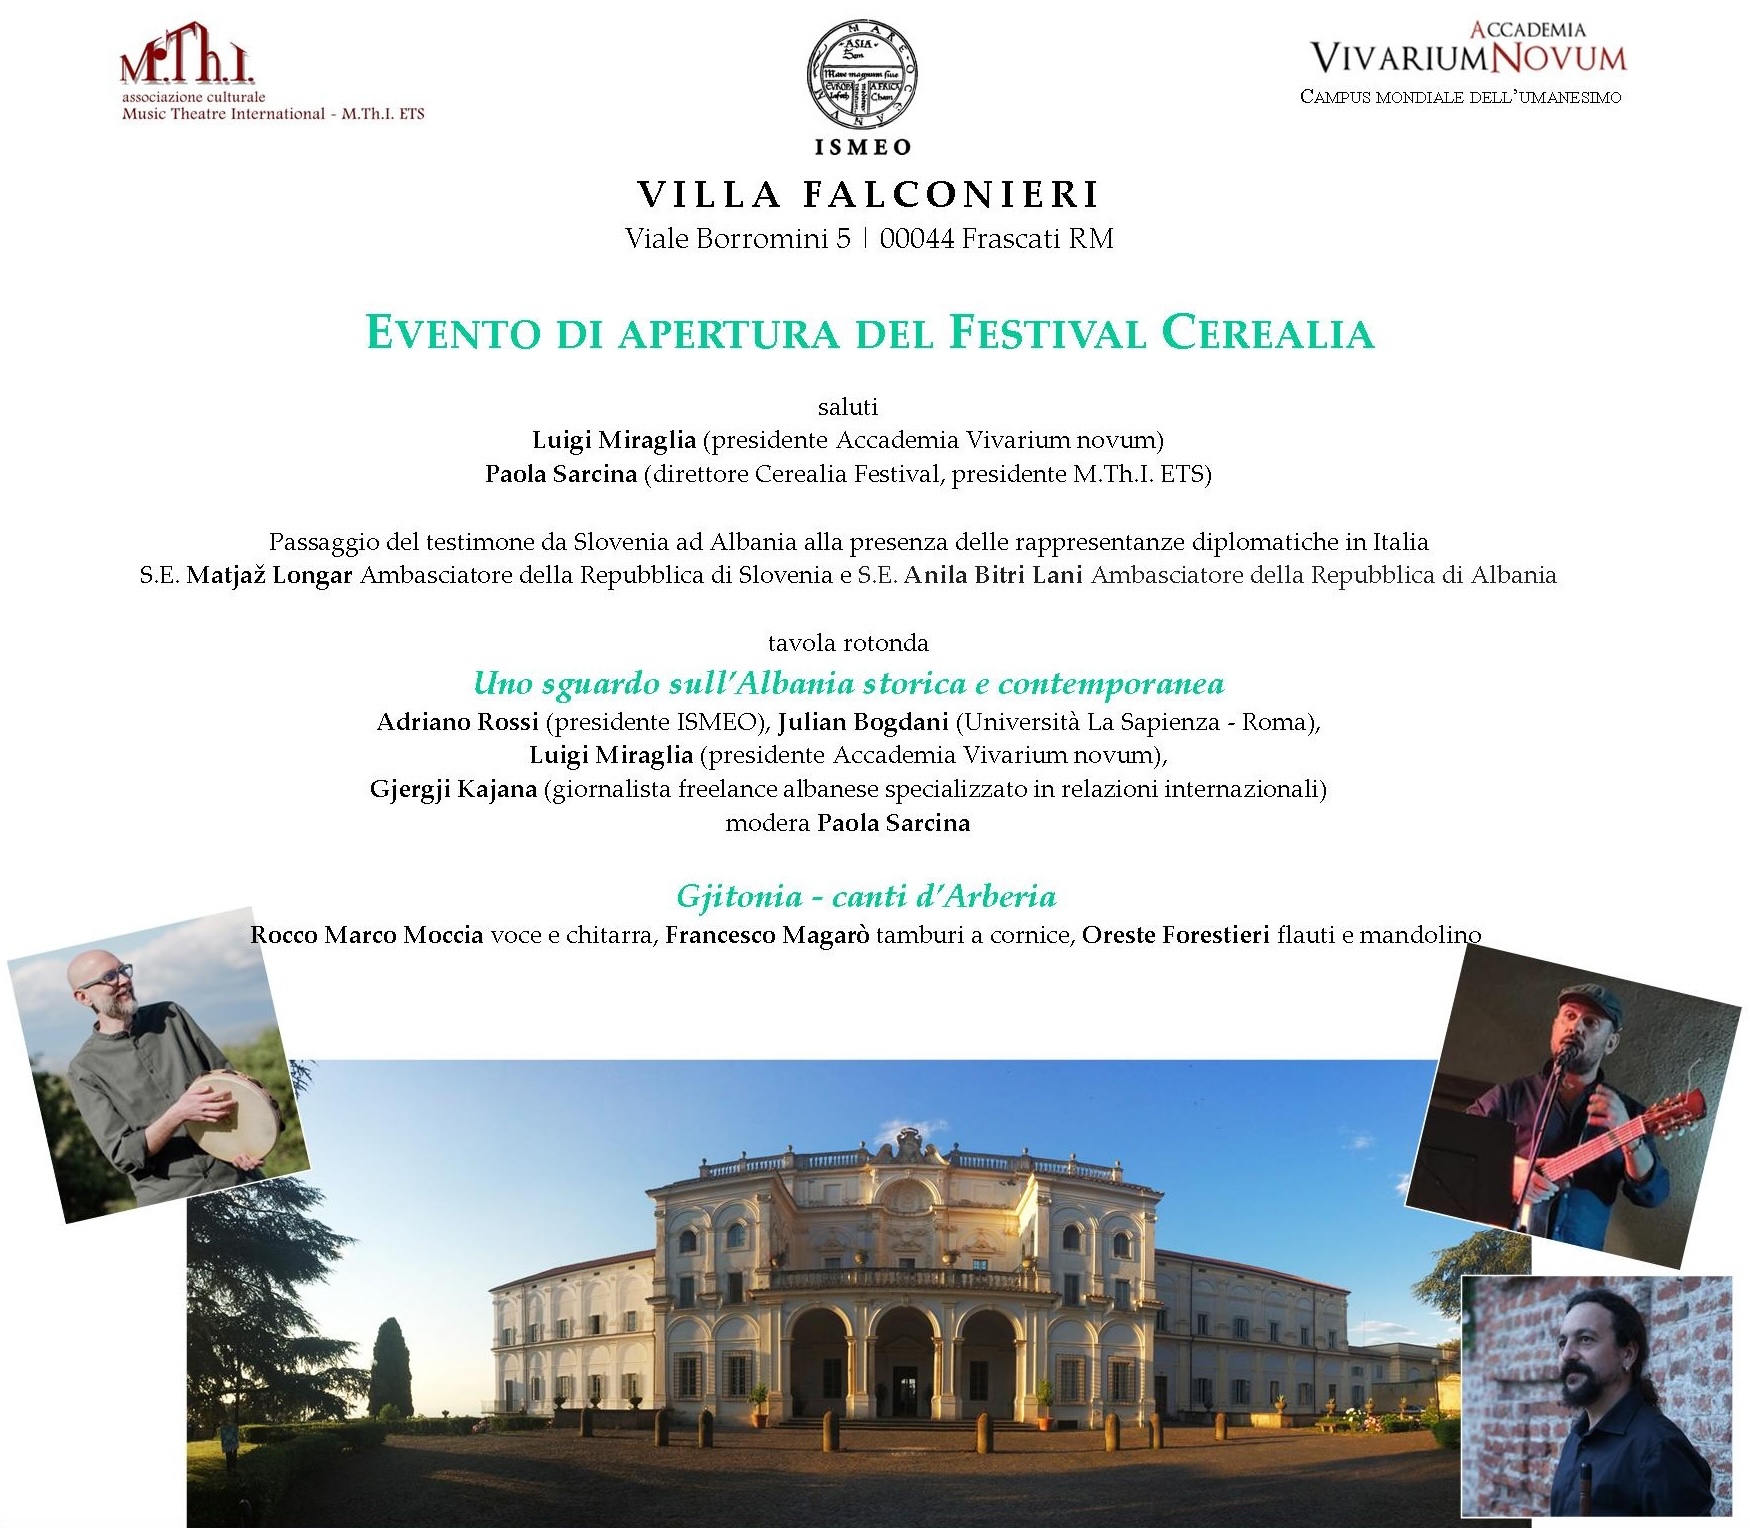 M.Th.I.
associazione culturale
Music Theatre International - M.Th.I. ETS
MARE OCEANUM
ASIA
Sem
Mare magnum sive
EUROPA
AFRICA
Cham
ISMEO
ACCADEMIA
VIVARIUM NOVUM
CAMPUS MONDIALE DELL’UMANESIMO
VILLA FALCONIERI
Viale Borromini 5 | 00044 Frascati RM
EVENTO DI APERTURA DEL FESTIVAL CEREALIA
saluti
Luigi Miraglia (presidente Accademia Vivarium novum)
Paola Sarcina (direttore Cerealia Festival, presidente M.Th.I. ETS)
Passaggio del testimone da Slovenia ad Albania alla presenza delle rappresentanze diplomatiche in Italia
S.E. Matjaž Longar Ambasciatore della Repubblica di Slovenia e S.E. Anila Bitri Lani Ambasciatore della Repubblica di Albania
tavola rotonda
Uno sguardo sull’Albania storica e contemporanea
Adriano Rossi (presidente ISMEO), Julian Bogdani (Università La Sapienza - Roma),
Luigi Miraglia (presidente Accademia Vivarium novum),
Gjergji Kajana (giornalista freelance albanese specializzato in relazioni internazionali)
modera Paola Sarcina
Gjitonia - canti d’Arberia
Rocco Marco Moccia voce e chitarra, Francesco Magarò tamburi a cornice, Oreste Forestieri flauti e mandolino